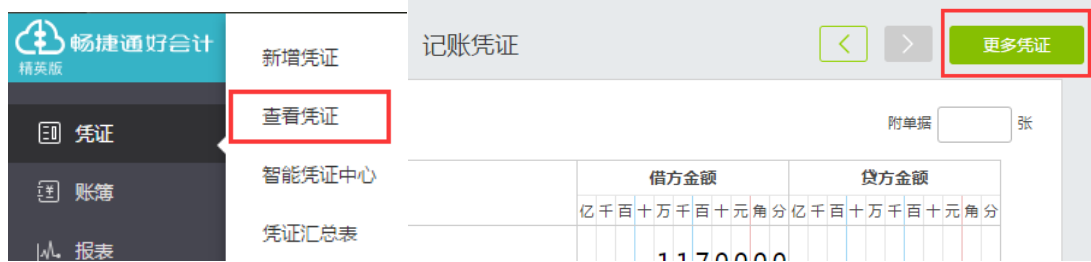 畅捷通好会计
精英版
凭证
账簿
报表
新增凭证
查看凭证
智能凭证中心
凭证汇总表
记账凭证
更多凭证
附单据 张
借方金额 贷方金额
亿千百十万千百十元角分亿千百十万千百十元角分
1170000